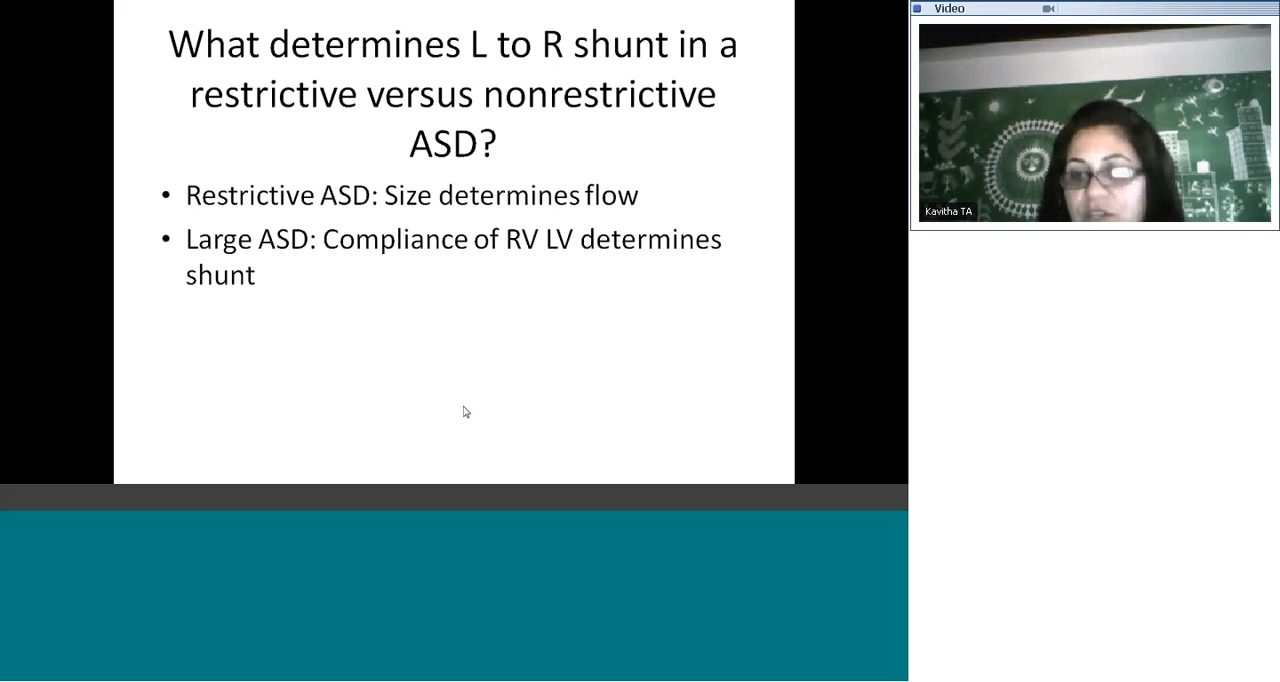 What determines L to R shunt in a
restrictive versus nonrestrictive
ASD?
• Restrictive ASD: Size determines flow
• Large ASD: Compliance of RV LV determines
shunt
Video
Kavitha TA